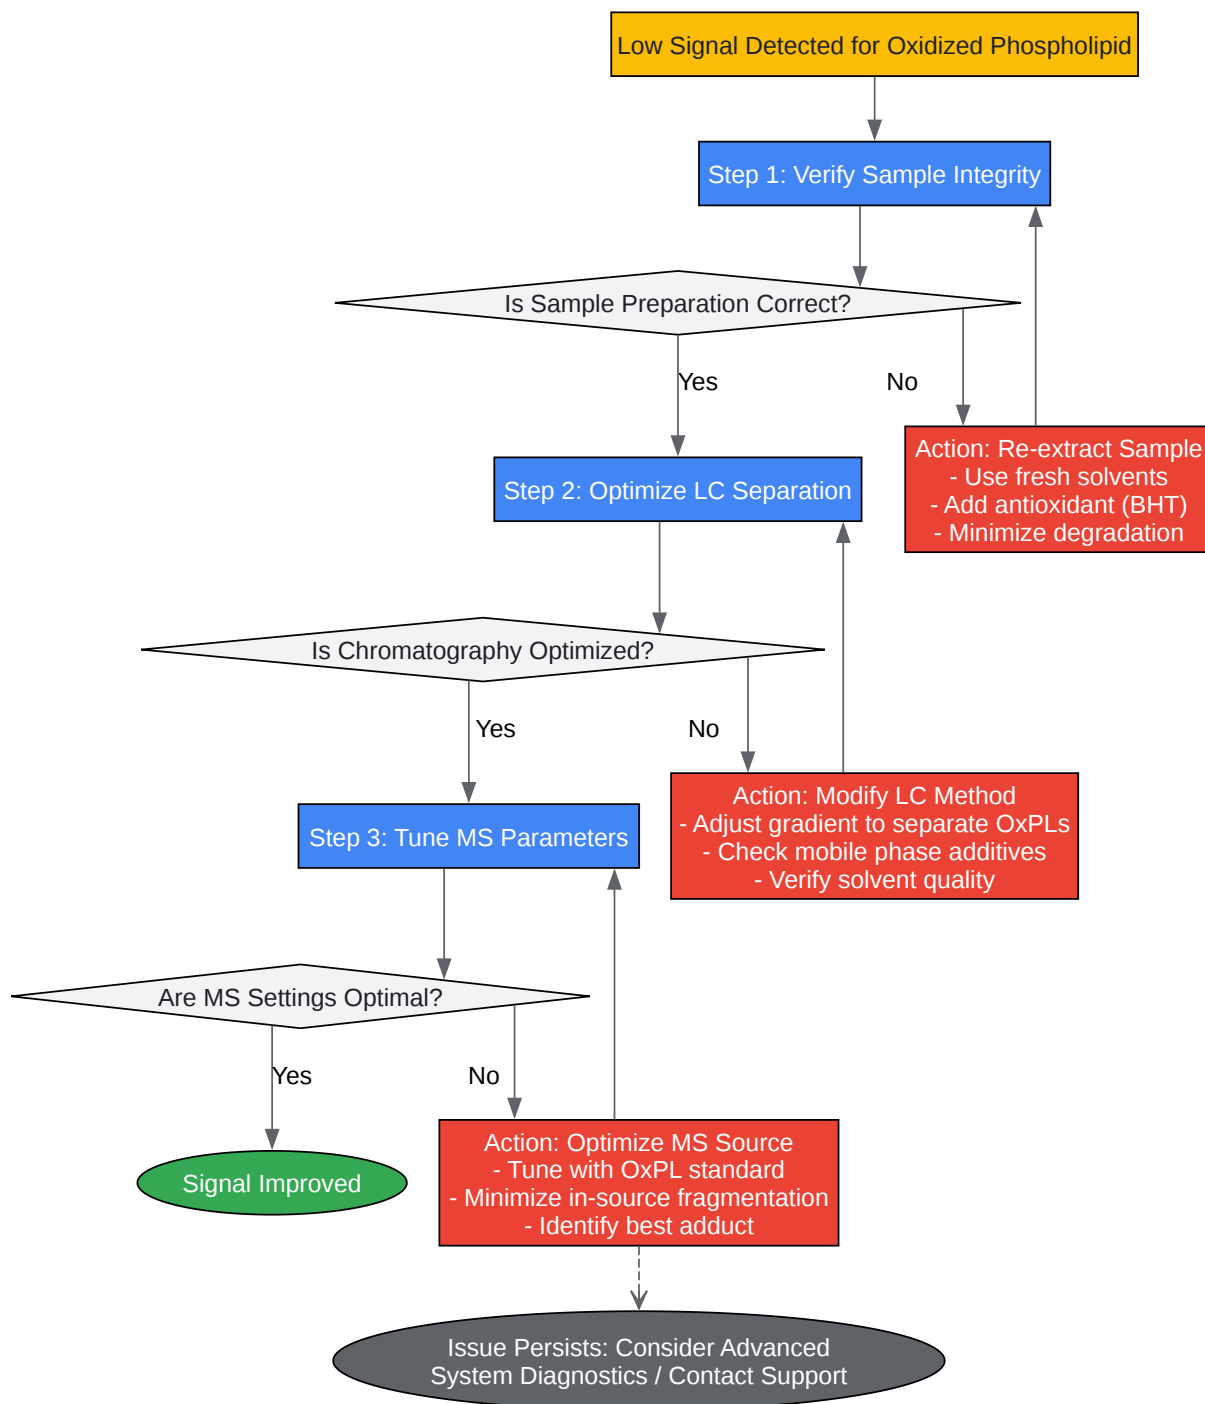 Low Signal Detected for Oxidized Phospholipid
Step 1: Verify Sample Integrity
Is Sample Preparation Correct?
Yes
No
Action: Re-extract Sample
- Use fresh solvents
- Add antioxidant (BHT)
- Minimize degradation
Step 2: Optimize LC Separation
Is Chromatography Optimized?
Yes
No
Action: Modify LC Method
- Adjust gradient to separate OxPLs
- Check mobile phase additives
- Verify solvent quality
Step 3: Tune MS Parameters
Are MS Settings Optimal?
Yes
No
Action: Optimize MS Source
- Tune with OxPL standard
- Minimize in-source fragmentation
- Identify best adduct
Signal Improved
Issue Persists: Consider Advanced
System Diagnostics / Contact Support